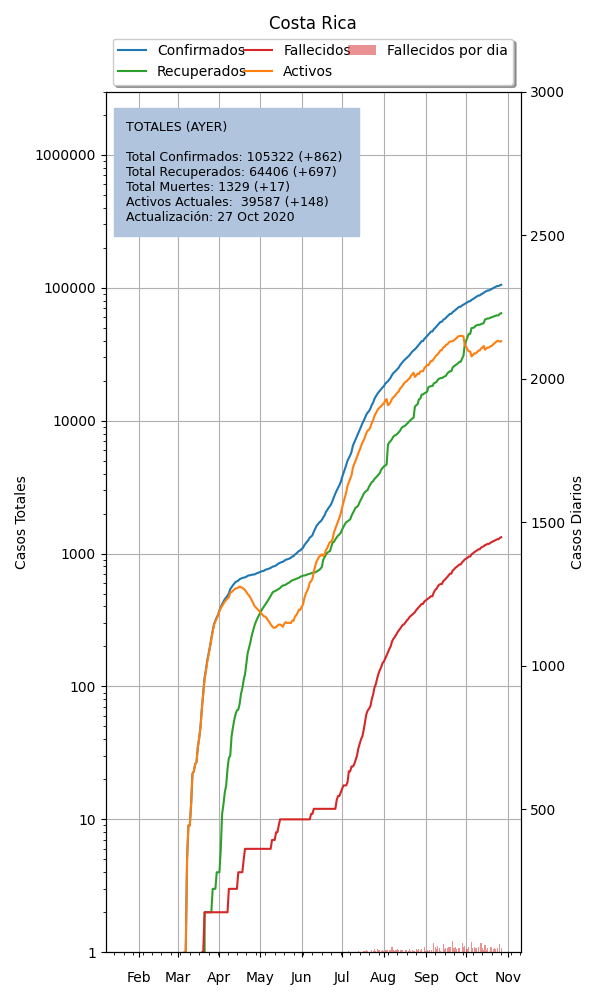 Costa Rica
Confirmados Fallecidos Fallecidos por dia
Recuperados Activos
TOTALES (AYER)
Total Confirmados: 105322 (+862)
Total Recuperados: 64406 (+697)
Total Muertes: 1329 (+17)
Activos Actuales:  39587 (+148)
Actualización: 27 Oct 2020
Casos Totales
1000000
100000
10000
1000
100
10
1
3000
2500
2000
1500
1000
500
Casos Diarios
Feb Mar Apr May Jun Jul Aug Sep Oct Nov